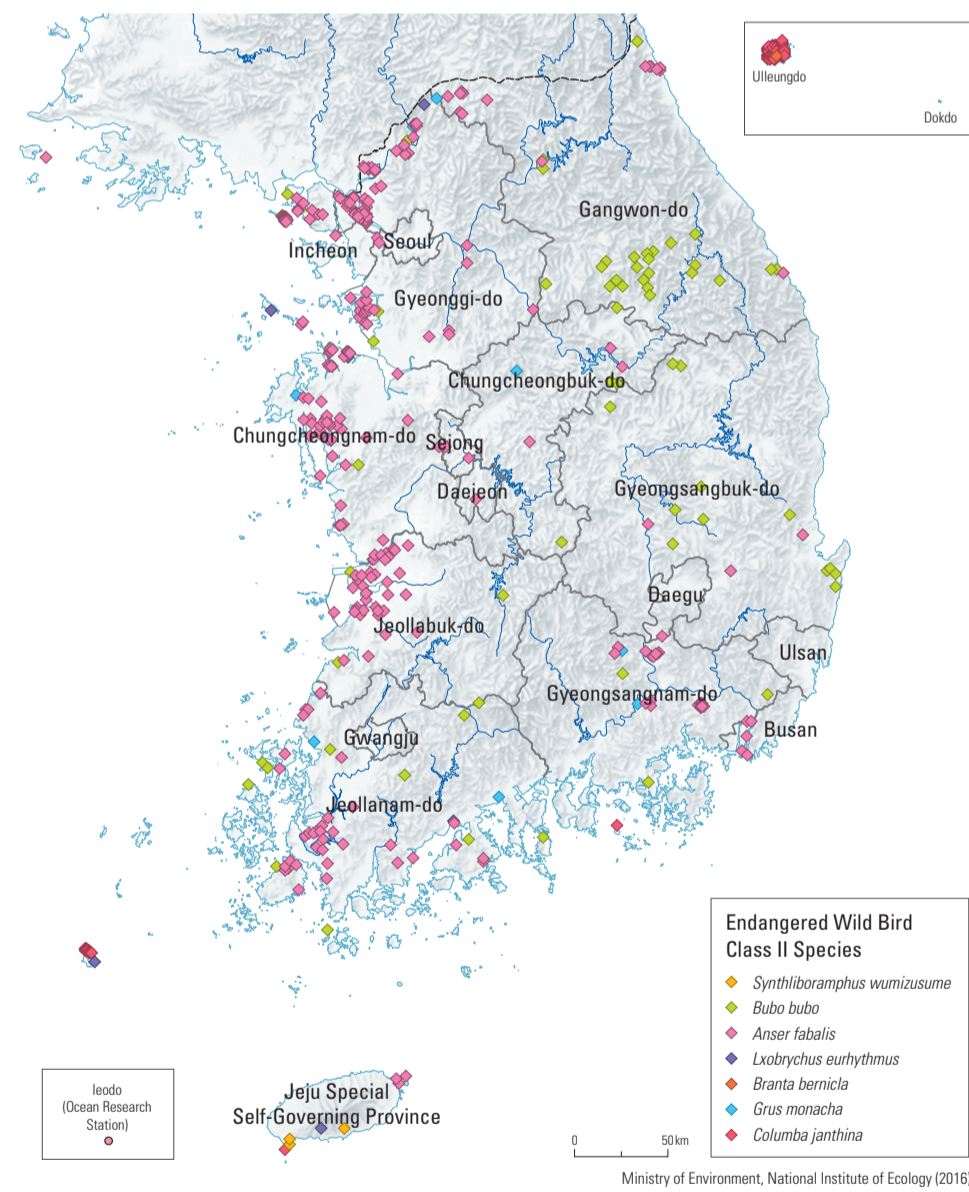 Ulleungdo
Dokdo
Gangwon-do
Seoul
Incheon
Gyeonggi-do
Chungcheongbuk-do
Chungcheongnam-do
Sejong
Daejeon
Gyeongsangbuk-do
Daegu
Jeollabuk-do
Ulsan
Gyeongsangnam-do
Busan
Gwangju
Jeollanam-do
Endangered Wild Bird
Class II Species
Synthliboramphus wumizusume
Bubo bubo
Anser fabalis
Lxobrychus eurhythmus
Branta bernicla
Grus monacha
Columba janthina
Ieodo
(Ocean Research
Station)
Jeju Special
Self-Governing Province
0 50 km
Ministry of Environment, National Institute of Ecology (2016)